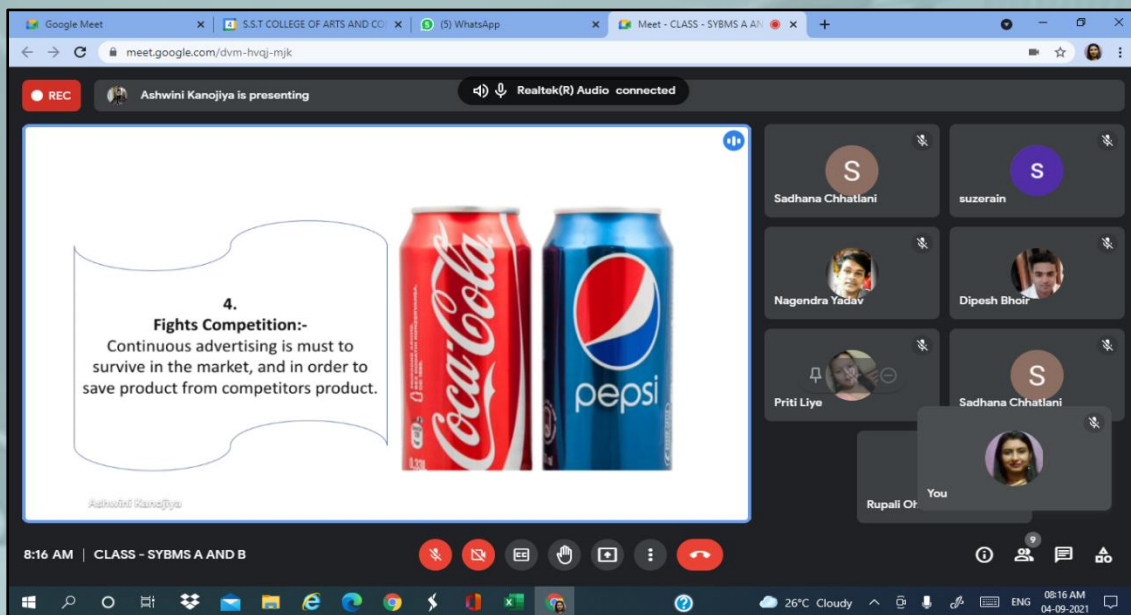 Google Meet
S.S.T COLLEGE OF ARTS AND CO
(5) WhatsApp
Meet - CLASS - SYBMS A AN
meet.google.com/dvm-hvqj-mjk
REC
Ashwini Kanojiya is presenting
Realtek(R) Audio connected
4.
Fights Competition:-
Continuous advertising is must to
survive in the market, and in order to
save product from competitors product.
Coca-Cola
0.33L
pepsi
Ashwini Kanojiya
S
Sadhana Chhatlani
s
suzerain
Nagendra Yadav
Dipesh Bhoir
Priti Liye
S
Sadhana Chhatlani
Rupali Oh
You
8:16 AM | CLASS - SYBMS A AND B
9
26°C Cloudy
ENG
08:16 AM
04-09-2021